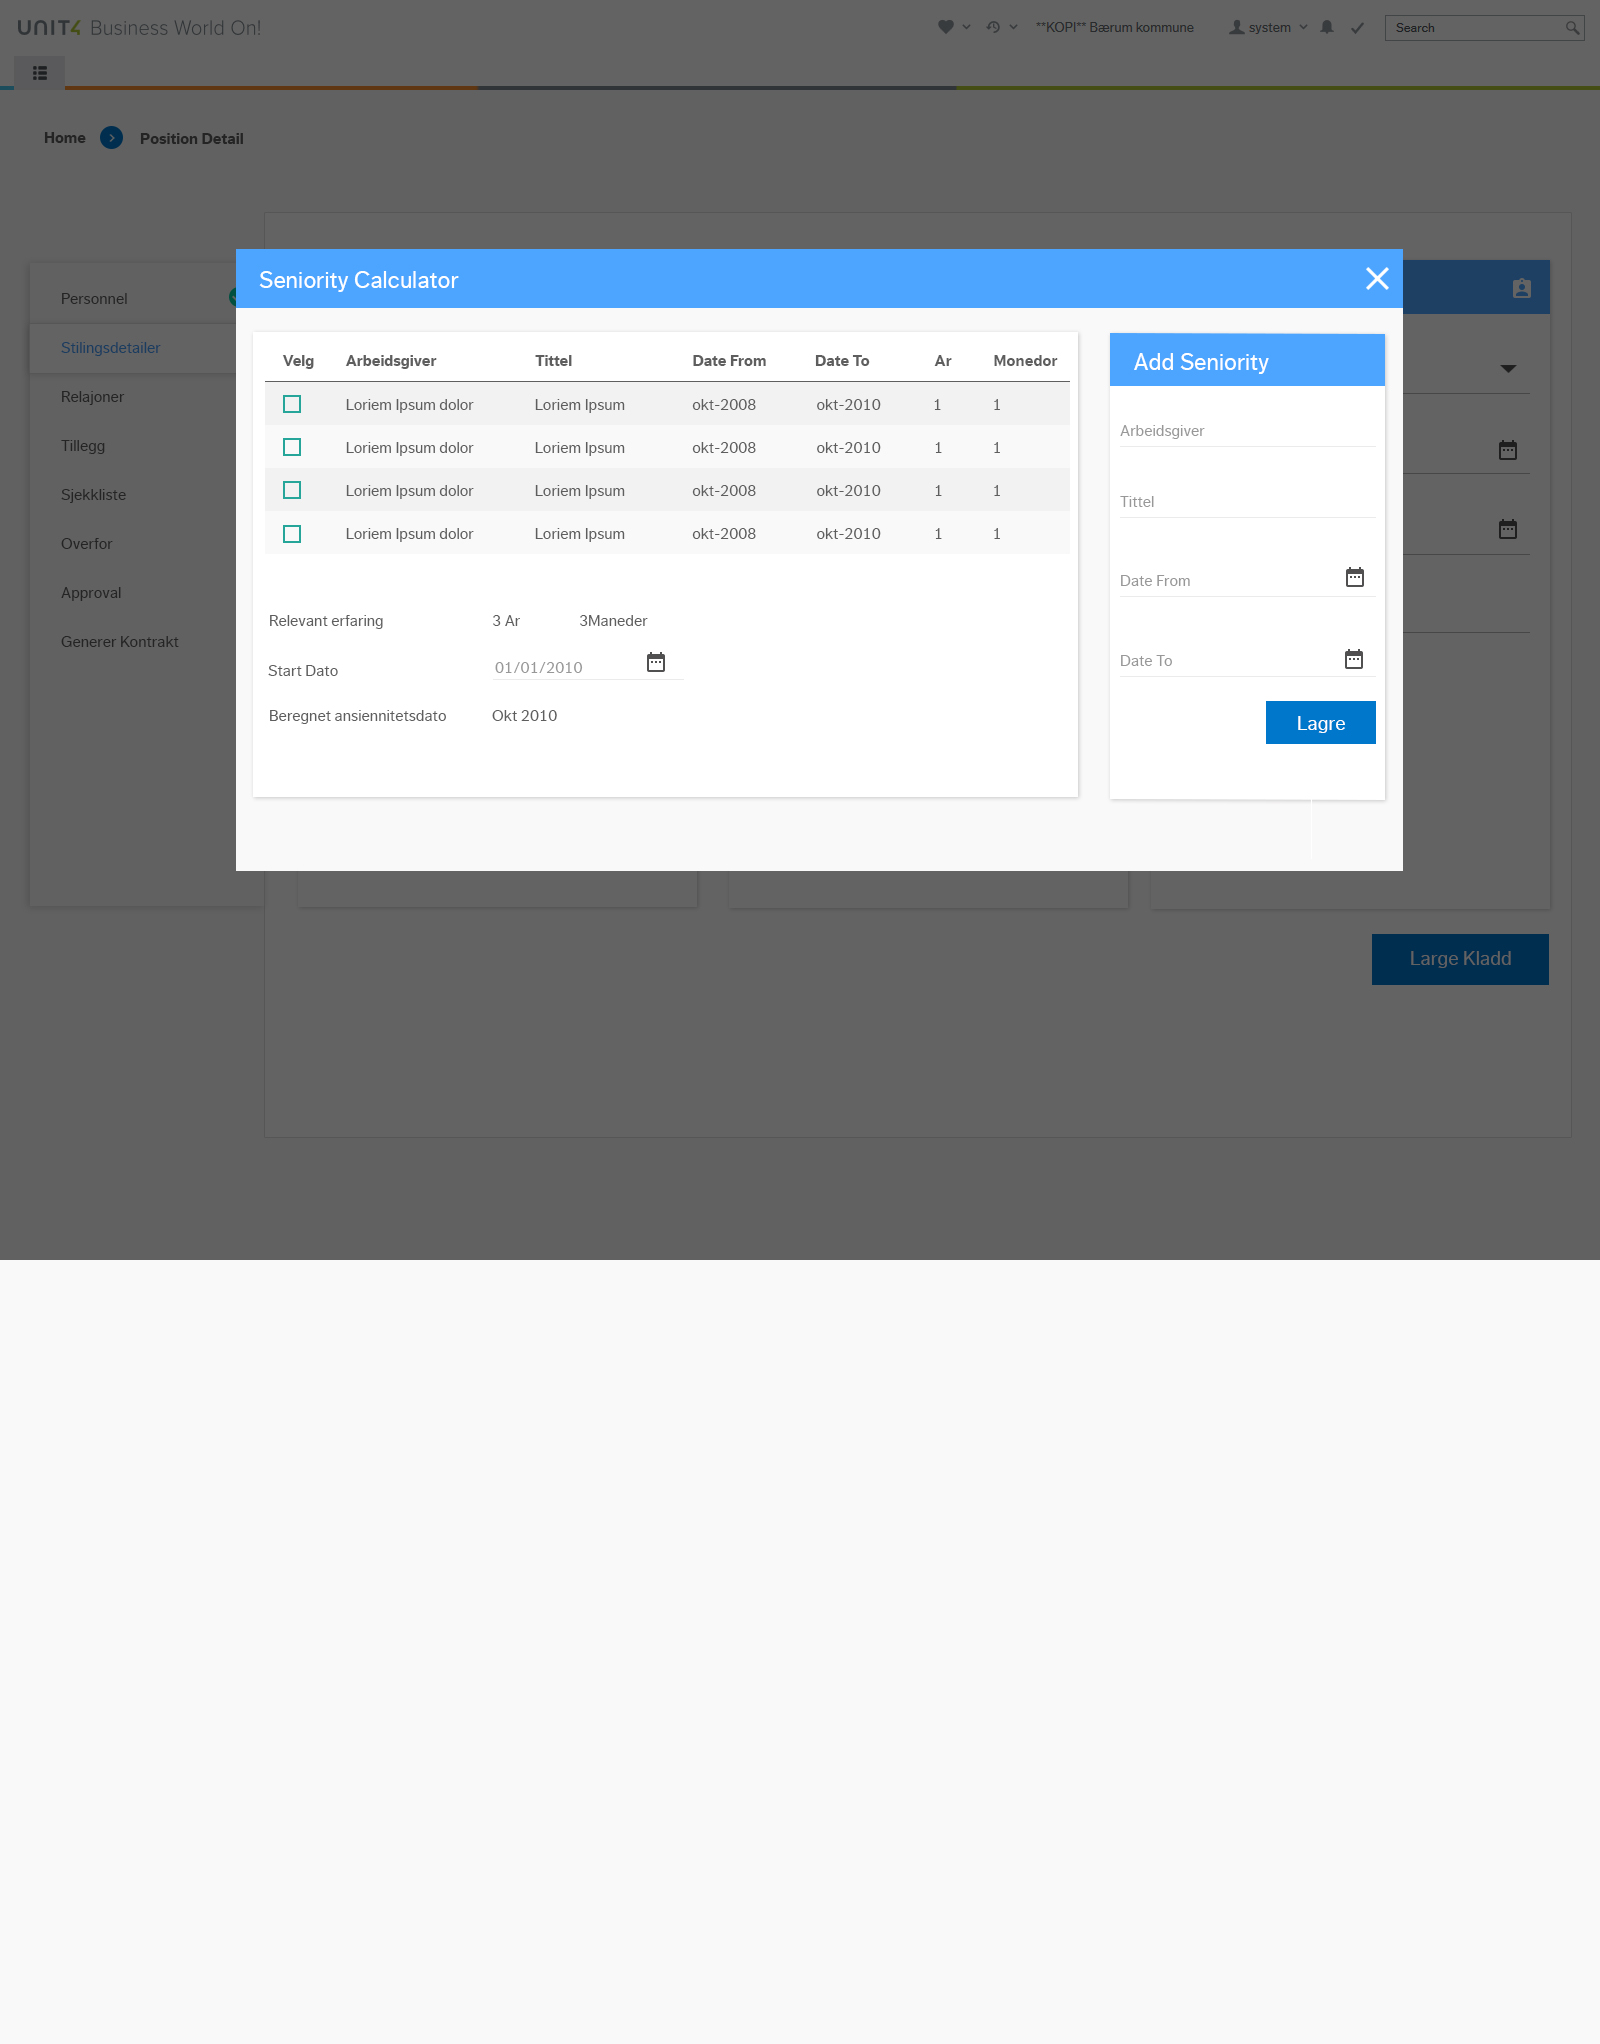 UNIT4 Business World On!
**KOPI** Bærum kommune
system
Search
Home
Position Detail
Personnel
Stilingsdetailer
Relajoner
Tillegg
Sjekkliste
Overfor
Approval
Generer Kontrakt
Seniority Calculator
Velg Arbeidsgiver Tittel Date From Date To Ar Monedor
Loriem Ipsum dolor Loriem Ipsum okt-2008 okt-2010 1 1
Loriem Ipsum dolor Loriem Ipsum okt-2008 okt-2010 1 1
Loriem Ipsum dolor Loriem Ipsum okt-2008 okt-2010 1 1
Loriem Ipsum dolor Loriem Ipsum okt-2008 okt-2010 1 1
Relevant erfaring 3 Ar 3Maneder
Start Dato 01/01/2010
Beregnet ansiennitetsdato Okt 2010
Add Seniority
Arbeidsgiver
Tittel
Date From
Date To
Lagre
Large Kladd